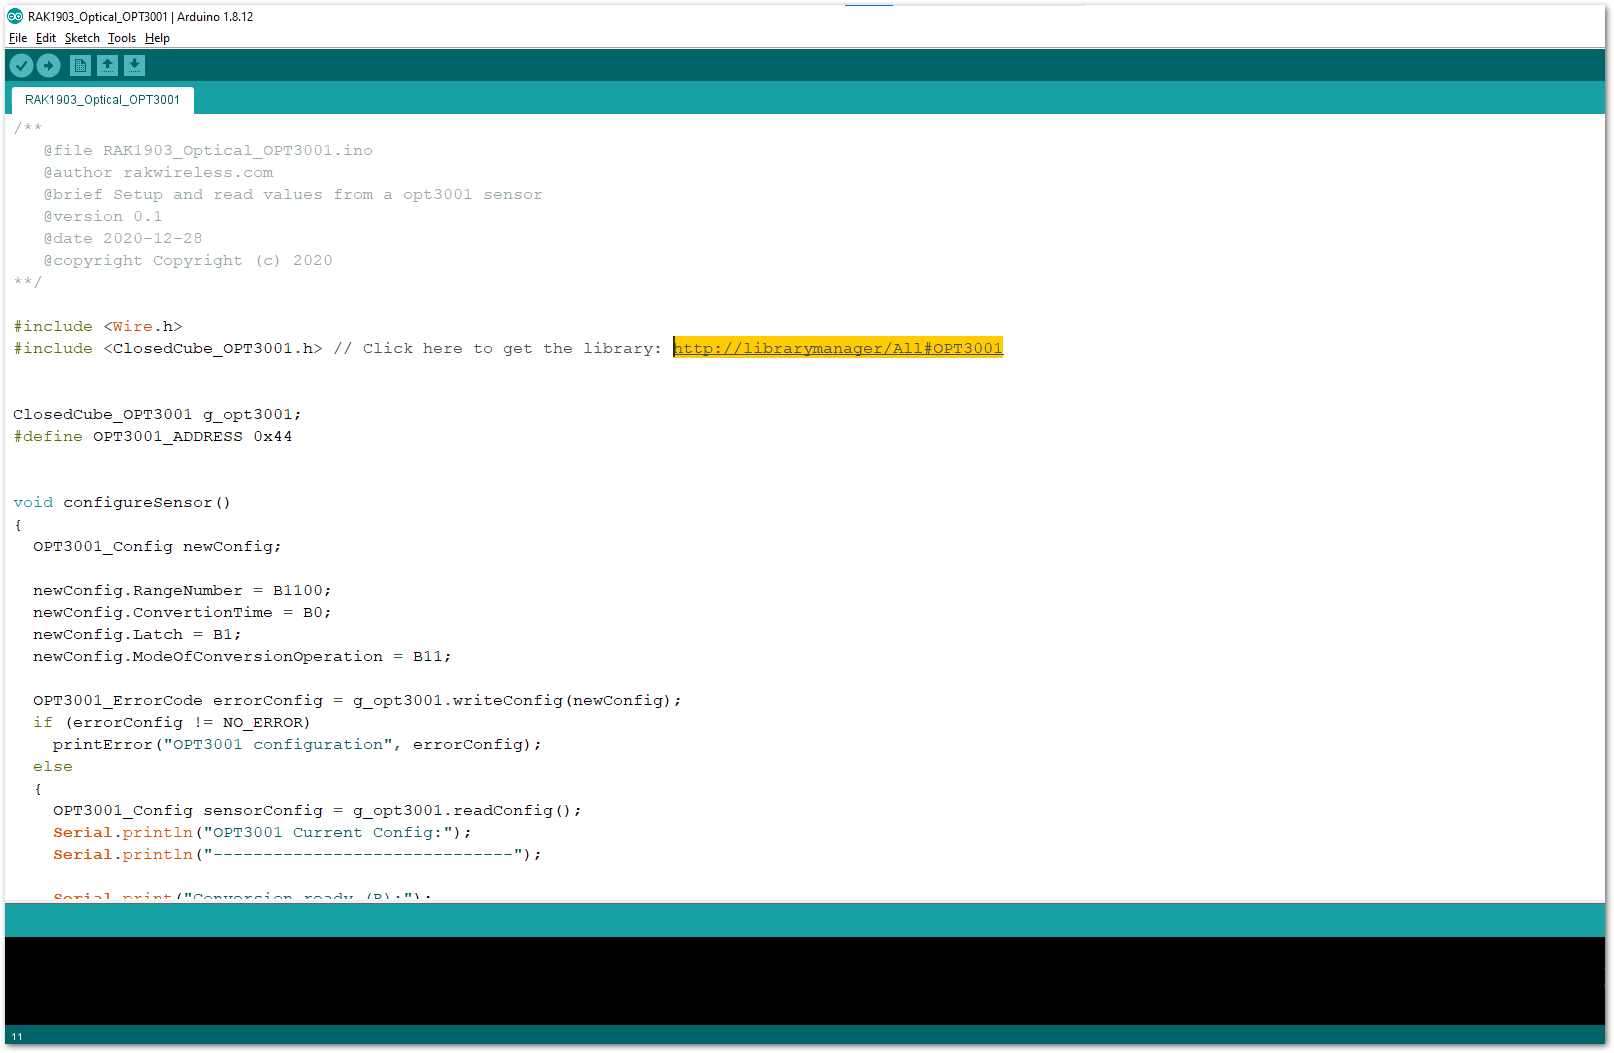 RAK1903_Optical_OPT3001 | Arduino 1.8.12
File Edit Sketch Tools Help
RAK1903_Optical_OPT3001
/**
@file RAK1903_Optical_OPT3001.ino
@author rakwireless.com
@brief Setup and read values from a opt3001 sensor
@version 0.1
@date 2020-12-28
@copyright Copyright (c) 2020
**/
#include <Wire.h>
#include <ClosedCube_OPT3001.h> // Click here to get the library: http://librarymanager/All#OPT3001
ClosedCube_OPT3001 g_opt3001;
#define OPT3001_ADDRESS 0x44
void configureSensor()
{
OPT3001_Config newConfig;
newConfig.RangeNumber = B1100;
newConfig.ConvertionTime = B0;
newConfig.Latch = B1;
newConfig.ModeOfConversionOperation = B11;
OPT3001_ErrorCode errorConfig = g_opt3001.writeConfig(newConfig);
if (errorConfig != NO_ERROR)
printError("OPT3001 configuration", errorConfig);
else
{
OPT3001_Config sensorConfig = g_opt3001.readConfig();
Serial.println("OPT3001 Current Config:");
Serial.println("------------------------------");
Serial.print("Conversion ready (R):");
11